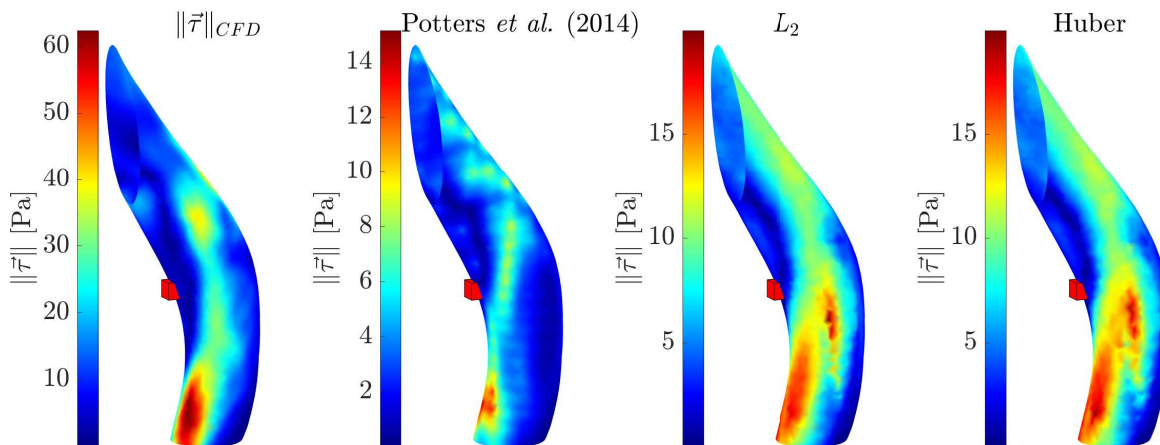 ‖τ⃗‖CFD
Potters et al. (2014)
L2
Huber
‖τ⃗‖ [Pa]
60
50
40
30
20
10
‖τ⃗‖ [Pa]
14
12
10
8
6
4
2
‖τ⃗‖ [Pa]
15
10
5
‖τ⃗‖ [Pa]
15
10
5